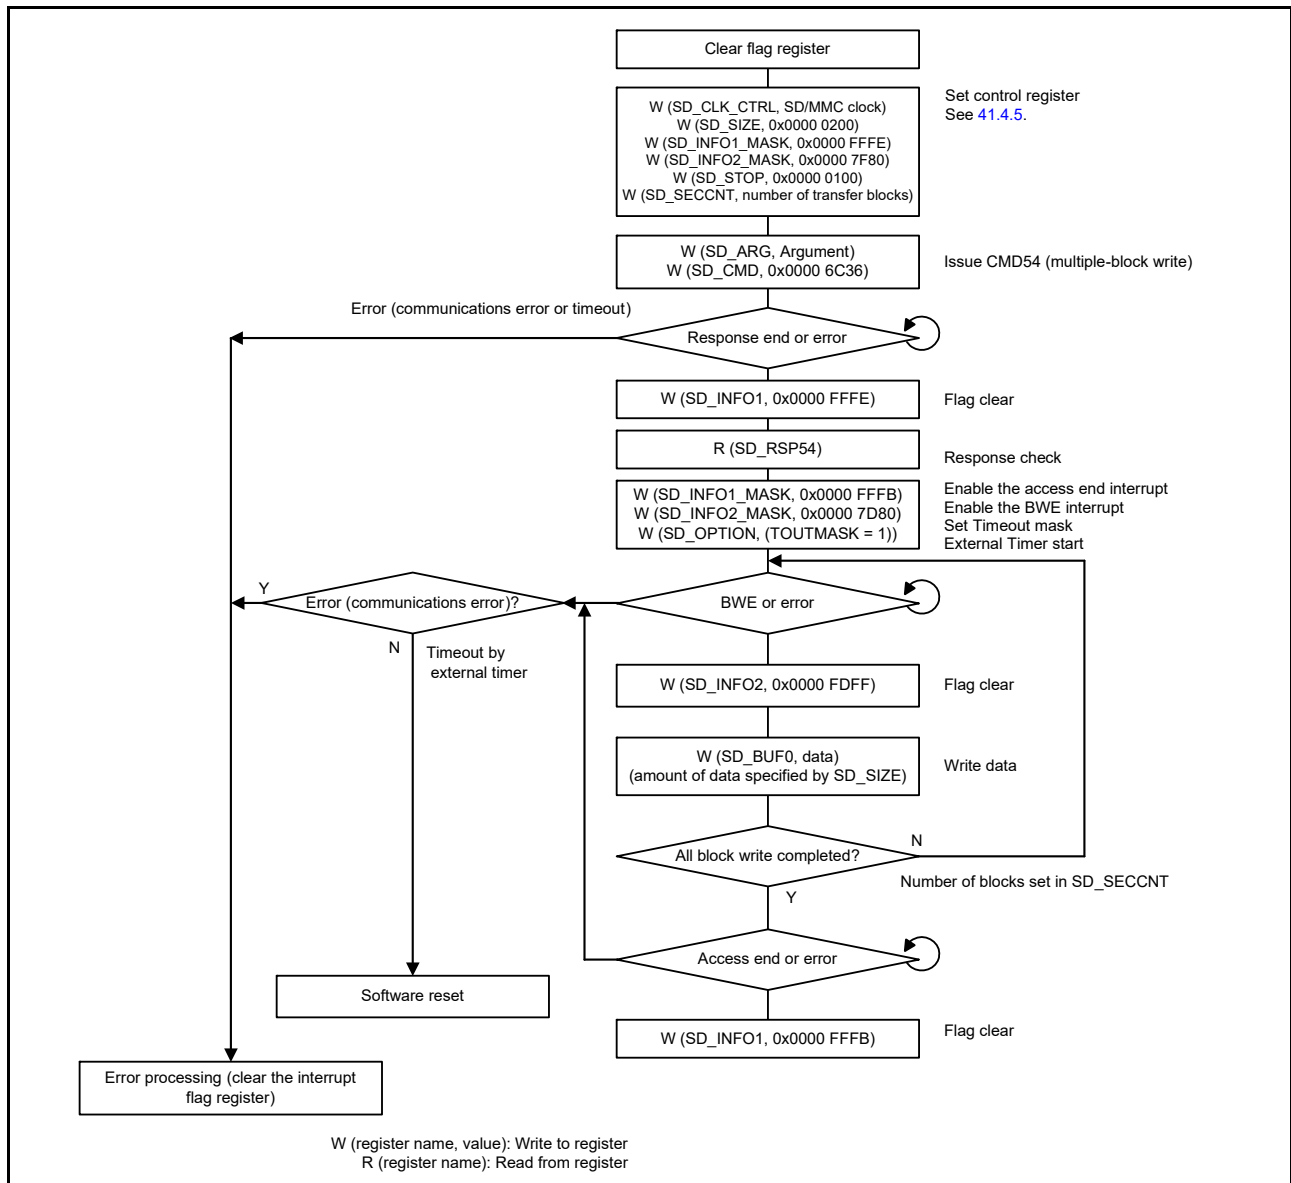 Clear flag register
W (SD_CLK_CTRL, SD/MMC clock)
W (SD_SIZE, 0x0000 0200)
W (SD_INFO1_MASK, 0x0000 FFFE)
W (SD_INFO2_MASK, 0x0000 7F80)
W (SD_STOP, 0x0000 0100)
W (SD_SECCNT, number of transfer blocks)
Set control register
See 41.4.5.
W (SD_ARG, Argument)
W (SD_CMD, 0x0000 6C36)
Issue CMD54 (multiple-block write)
Error (communications error or timeout)
Response end or error
W (SD_INFO1, 0x0000 FFFE)
Flag clear
R (SD_RSP54)
Response check
W (SD_INFO1_MASK, 0x0000 FFFB)
W (SD_INFO2_MASK, 0x0000 7D80)
W (SD_OPTION, (TOUTMASK = 1))
Enable the access end interrupt
Enable the BWE interrupt
Set Timeout mask
External Timer start
Y
Error (communications error)?
BWE or error
N
Timeout by
external timer
W (SD_INFO2, 0x0000 FDFF)
Flag clear
W (SD_BUF0, data)
(amount of data specified by SD_SIZE)
Write data
All block write completed?
N
Number of blocks set in SD_SECCNT
Y
Access end or error
Software reset
W (SD_INFO1, 0x0000 FFFB)
Flag clear
Error processing (clear the interrupt
flag register)
W (register name, value): Write to register
R (register name): Read from register